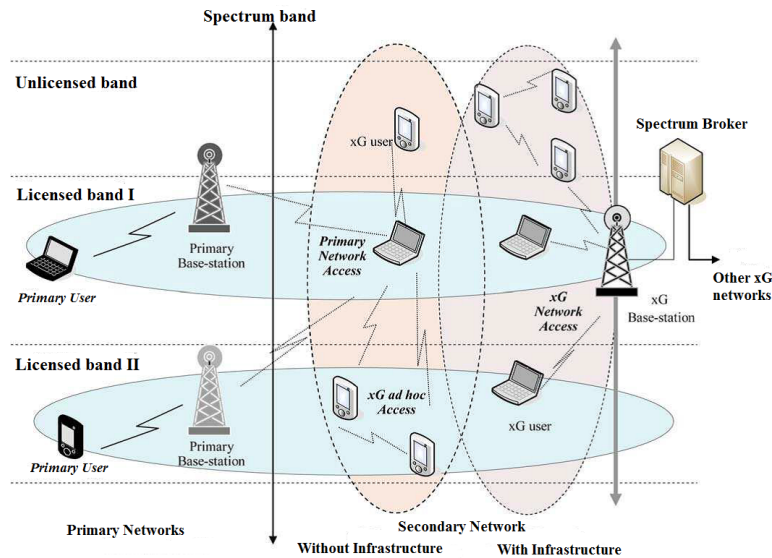 Spectrum band
Unlicensed band
Spectrum Broker
xG user
Licensed band I
Primary
Base-station
Primary
Network
Access
Primary User
xG
Network
Access
xG
Base-station
Other xG
networks
Licensed band II
Primary
Base-station
xG ad hoc
Access
xG user
Primary User
Primary Networks
Secondary Network
Without Infrastructure
With Infrastructure